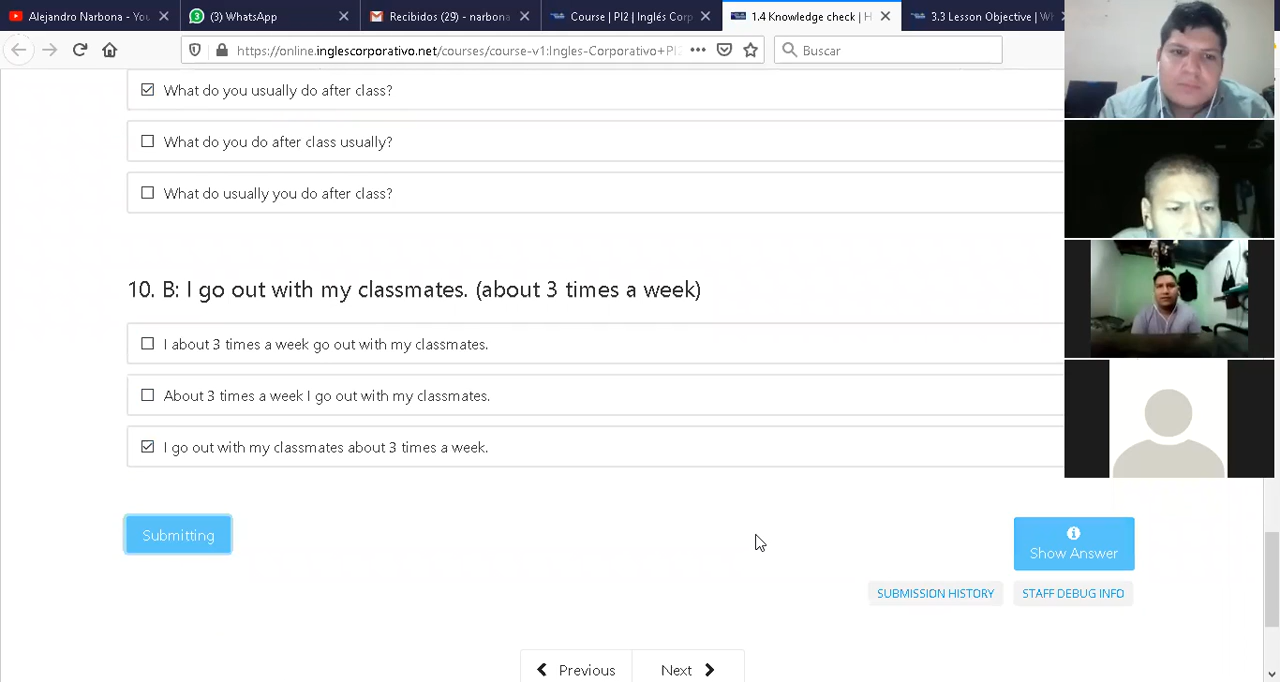 Alejandro Narbona - You
(3) WhatsApp
Recibidos (29) - narbona
Course | PI2 | Inglés Corp
1.4 Knowledge check | H
3.3 Lesson Objective | W
https://online.inglescorporativo.net/courses/course-v1:Ingles-Corporativo+PI2
Buscar
What do you usually do after class?
What do you do after class usually?
What do usually you do after class?
10. B: I go out with my classmates. (about 3 times a week)
I about 3 times a week go out with my classmates.
About 3 times a week I go out with my classmates.
I go out with my classmates about 3 times a week.
Submitting
Show Answer
SUBMISSION HISTORY
STAFF DEBUG INFO
Previous
Next